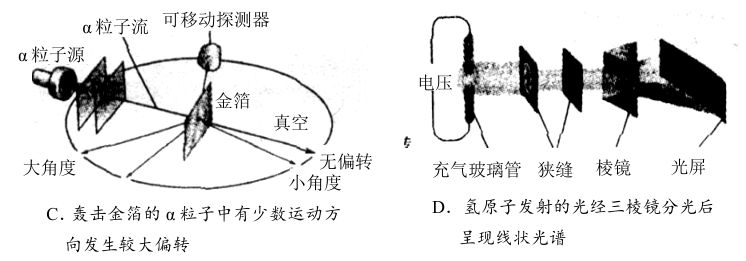 可移动探测器
α粒子流
α粒子源
金箔
真空
大角度
无偏转
小角度
C. 轰击金箔的α粒子中有少数运动方
向发生较大偏转
电压
充气玻璃管
狭缝
棱镜
光屏
D. 氢原子发射的光经三棱镜分光后
呈现线状光谱